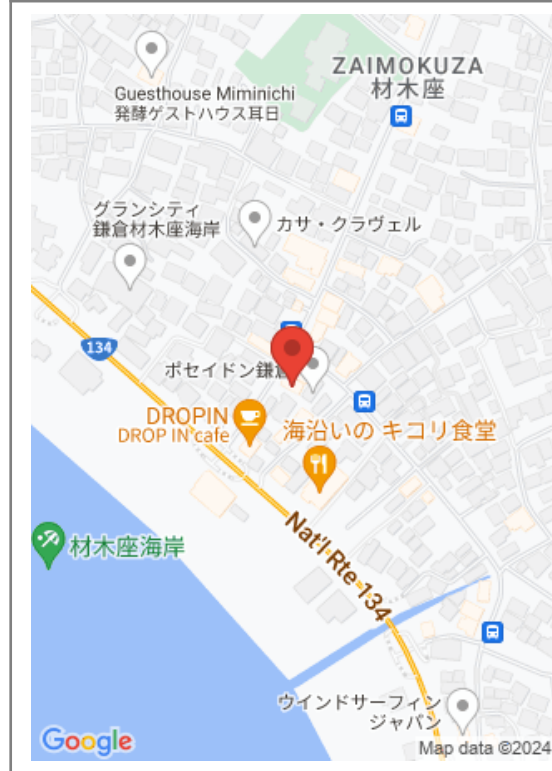 ZAIMOKUZA
材木座
Guesthouse Miminichi
発酵ゲストハウス耳日
グランシティ
鎌倉材木座海岸
カサ・クラヴェル
134
ポセイドン鎌倉
DROPIN
DROP IN cafe
海沿いの キコリ食堂
Nat'l Rte 134
材木座海岸
ウインドサーフィン
ジャパン
Google
Map data ©2024